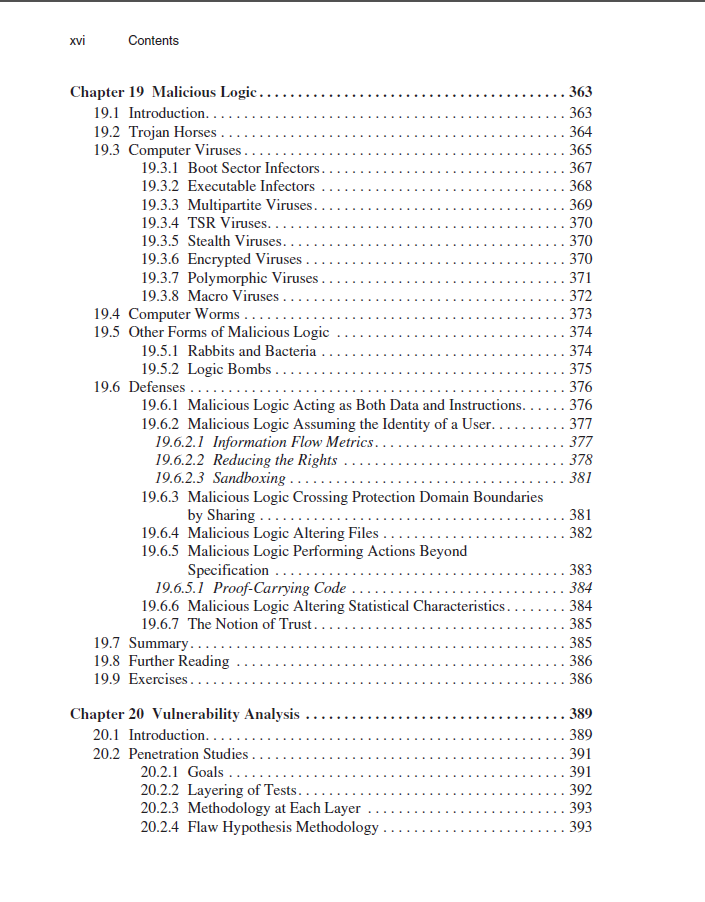 xvi Contents
Chapter 19 Malicious Logic. . . . . . . . . . . . . . . . . . . . . . . . . . . . . . . . . . . . . . . . 363
19.1 Introduction. . . . . . . . . . . . . . . . . . . . . . . . . . . . . . . . . . . . . . . . . . . . . . . 363
19.2 Trojan Horses . . . . . . . . . . . . . . . . . . . . . . . . . . . . . . . . . . . . . . . . . . . . . 364
19.3 Computer Viruses . . . . . . . . . . . . . . . . . . . . . . . . . . . . . . . . . . . . . . . . . . 365
19.3.1 Boot Sector Infectors. . . . . . . . . . . . . . . . . . . . . . . . . . . . . . . . 367
19.3.2 Executable Infectors . . . . . . . . . . . . . . . . . . . . . . . . . . . . . . . . 368
19.3.3 Multipartite Viruses. . . . . . . . . . . . . . . . . . . . . . . . . . . . . . . . . 369
19.3.4 TSR Viruses. . . . . . . . . . . . . . . . . . . . . . . . . . . . . . . . . . . . . . . 370
19.3.5 Stealth Viruses. . . . . . . . . . . . . . . . . . . . . . . . . . . . . . . . . . . . . 370
19.3.6 Encrypted Viruses . . . . . . . . . . . . . . . . . . . . . . . . . . . . . . . . . . 370
19.3.7 Polymorphic Viruses . . . . . . . . . . . . . . . . . . . . . . . . . . . . . . . . 371
19.3.8 Macro Viruses . . . . . . . . . . . . . . . . . . . . . . . . . . . . . . . . . . . . . 372
19.4 Computer Worms . . . . . . . . . . . . . . . . . . . . . . . . . . . . . . . . . . . . . . . . . . 373
19.5 Other Forms of Malicious Logic . . . . . . . . . . . . . . . . . . . . . . . . . . . . . . 374
19.5.1 Rabbits and Bacteria . . . . . . . . . . . . . . . . . . . . . . . . . . . . . . . . 374
19.5.2 Logic Bombs . . . . . . . . . . . . . . . . . . . . . . . . . . . . . . . . . . . . . . 375
19.6 Defenses . . . . . . . . . . . . . . . . . . . . . . . . . . . . . . . . . . . . . . . . . . . . . . . . . 376
19.6.1 Malicious Logic Acting as Both Data and Instructions. . . . . . 376
19.6.2 Malicious Logic Assuming the Identity of a User. . . . . . . . . . 377
19.6.2.1 Information Flow Metrics. . . . . . . . . . . . . . . . . . . . . . . . . 377
19.6.2.2 Reducing the Rights . . . . . . . . . . . . . . . . . . . . . . . . . . . . . 378
19.6.2.3 Sandboxing . . . . . . . . . . . . . . . . . . . . . . . . . . . . . . . . . . . . 381
19.6.3 Malicious Logic Crossing Protection Domain Boundaries
by Sharing . . . . . . . . . . . . . . . . . . . . . . . . . . . . . . . . . . . . . . . . 381
19.6.4 Malicious Logic Altering Files . . . . . . . . . . . . . . . . . . . . . . . . 382
19.6.5 Malicious Logic Performing Actions Beyond
Specification . . . . . . . . . . . . . . . . . . . . . . . . . . . . . . . . . . . . . . 383
19.6.5.1 Proof-Carrying Code . . . . . . . . . . . . . . . . . . . . . . . . . . . . 384
19.6.6 Malicious Logic Altering Statistical Characteristics. . . . . . . . 384
19.6.7 The Notion of Trust. . . . . . . . . . . . . . . . . . . . . . . . . . . . . . . . . 385
19.7 Summary. . . . . . . . . . . . . . . . . . . . . . . . . . . . . . . . . . . . . . . . . . . . . . . . . 385
19.8 Further Reading . . . . . . . . . . . . . . . . . . . . . . . . . . . . . . . . . . . . . . . . . . . 386
19.9 Exercises . . . . . . . . . . . . . . . . . . . . . . . . . . . . . . . . . . . . . . . . . . . . . . . . . 386
Chapter 20 Vulnerability Analysis . . . . . . . . . . . . . . . . . . . . . . . . . . . . . . . . . . 389
20.1 Introduction. . . . . . . . . . . . . . . . . . . . . . . . . . . . . . . . . . . . . . . . . . . . . . . 389
20.2 Penetration Studies . . . . . . . . . . . . . . . . . . . . . . . . . . . . . . . . . . . . . . . . . 391
20.2.1 Goals . . . . . . . . . . . . . . . . . . . . . . . . . . . . . . . . . . . . . . . . . . . . 391
20.2.2 Layering of Tests. . . . . . . . . . . . . . . . . . . . . . . . . . . . . . . . . . . 392
20.2.3 Methodology at Each Layer . . . . . . . . . . . . . . . . . . . . . . . . . . 393
20.2.4 Flaw Hypothesis Methodology . . . . . . . . . . . . . . . . . . . . . . . . 393